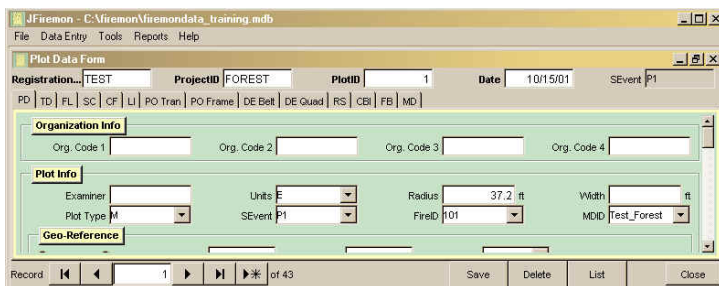 JFiremon - C:\firemon\firemondata_training.mdb
File Data Entry Tools Reports Help
Plot Data Form
Registration... TEST ProjectID FOREST PlotID 1 Date 10/15/01 SEvent P1
PD TD FL SC CF LI PO Tran PO Frame DE Belt DE Quad RS CBI FB MD
Organization Info
Org. Code 1 Org. Code 2 Org. Code 3 Org. Code 4
Plot Info
Examiner Units E Radius 37.2 ft Width ft
Plot Type M SEvent P1 FireID 101 MDID Test_Forest
Geo-Reference
Record 1 of 43 Save Delete List Close